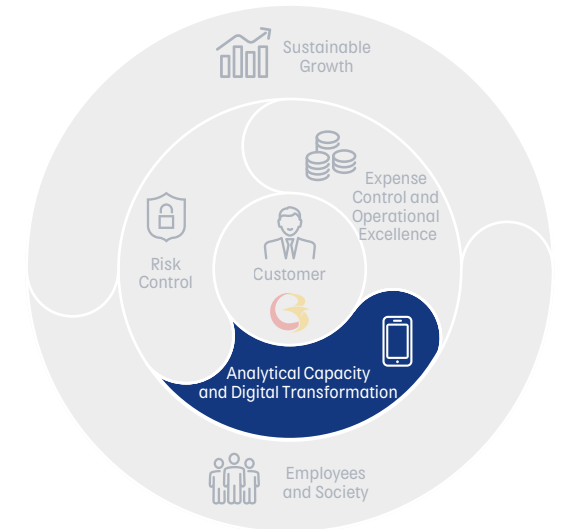 Sustainable
Growth
Expense
Control and
Operational
Excellence
Risk
Control
Customer
Analytical Capacity
and Digital Transformation
Employees
and Society